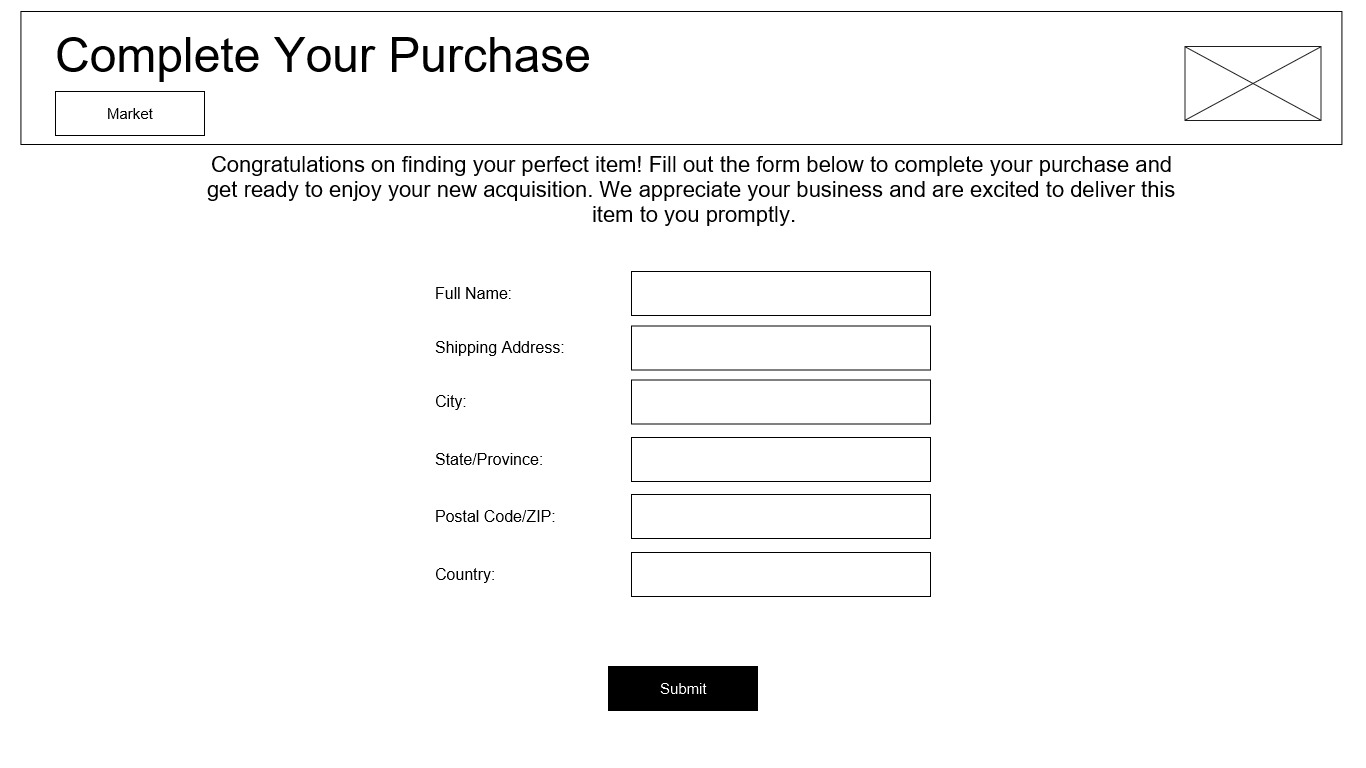 Complete Your Purchase
Market
Congratulations on finding your perfect item! Fill out the form below to complete your purchase and
get ready to enjoy your new acquisition. We appreciate your business and are excited to deliver this
item to you promptly.
Full Name:
Shipping Address:
City:
State/Province:
Postal Code/ZIP:
Country:
Submit